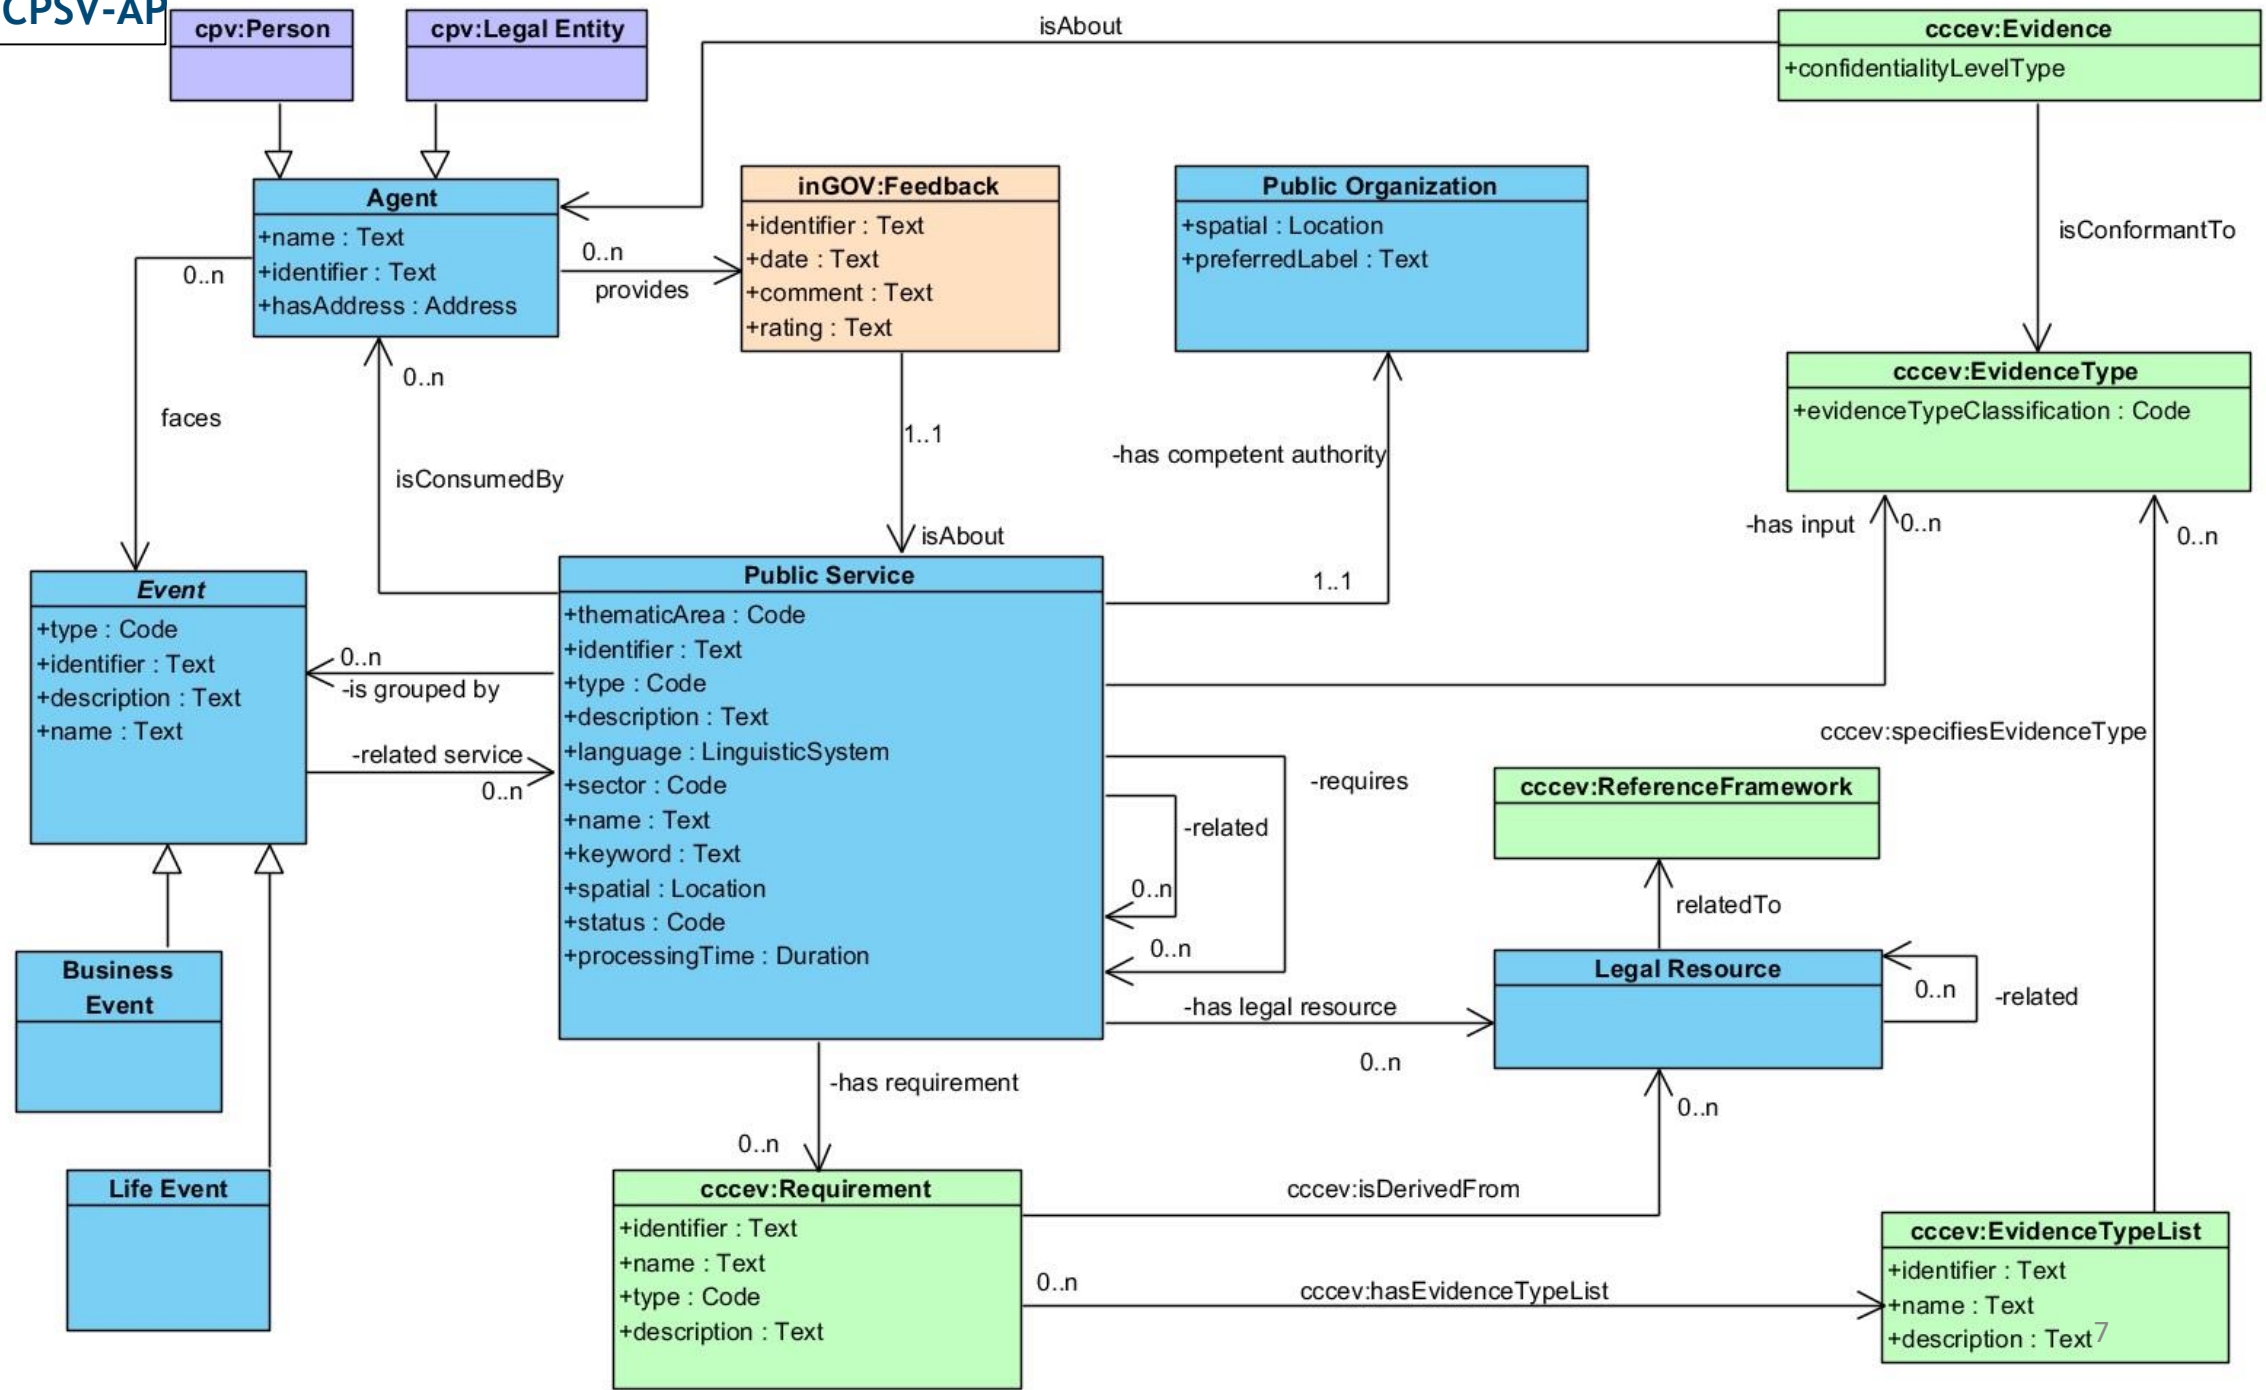 CPSV-AP
cpv:Person
cpv:Legal Entity
isAbout
cccev:Evidence
+confidentialityLevelType
Agent
+name : Text
+identifier : Text
+hasAddress : Address
0..n
provides
inGOV:Feedback
+identifier : Text
+date : Text
+comment : Text
+rating : Text
Public Organization
+spatial : Location
+preferredLabel : Text
isConformantTo
0..n
faces
0..n
isConsumedBy
1..1
isAbout
-has competent authority
1..1
cccev:EvidenceType
+evidenceTypeClassification : Code
-has input
0..n
0..n
Event
+type : Code
+identifier : Text
+description : Text
+name : Text
0..n
-is grouped by
-related service
0..n
Public Service
+thematicArea : Code
+identifier : Text
+type : Code
+description : Text
+language : LinguisticSystem
+sector : Code
+name : Text
+keyword : Text
+spatial : Location
+status : Code
+processingTime : Duration
-requires
-related
0..n
0..n
cccev:specifiesEvidenceType
cccev:ReferenceFramework
relatedTo
Legal Resource
0..n
-related
-has legal resource
0..n
Business
Event
Life Event
-has requirement
0..n
0..n
cccev:Requirement
+identifier : Text
+name : Text
+type : Code
+description : Text
cccev:isDerivedFrom
0..n
cccev:hasEvidenceTypeList
cccev:EvidenceTypeList
+identifier : Text
+name : Text
+description : Text
7